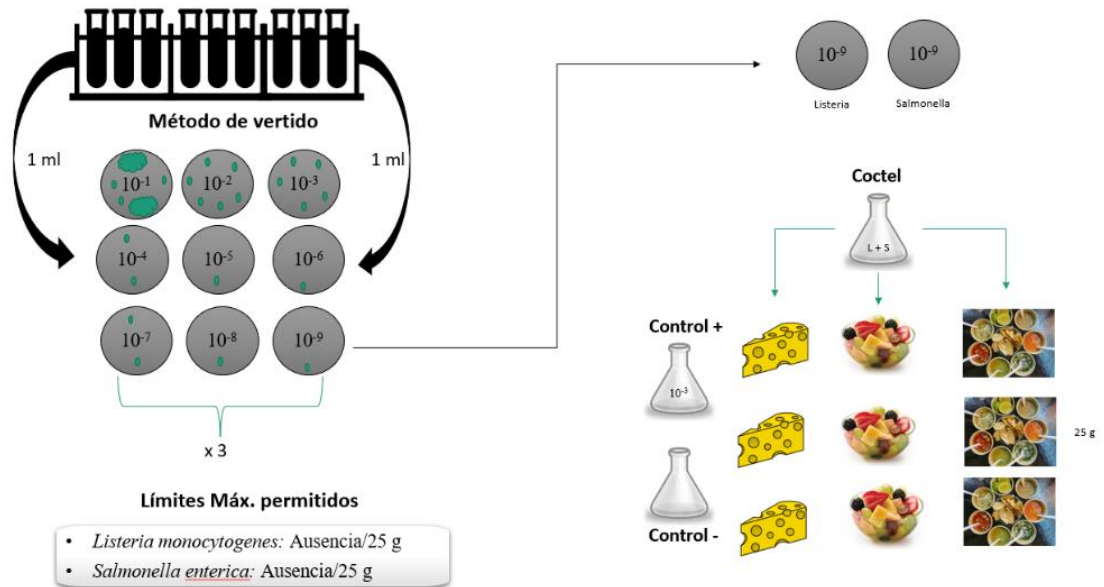 Método de vertido
1 ml
1 ml
10⁻¹
10⁻²
10⁻³
10⁻⁴
10⁻⁵
10⁻⁶
10⁻⁷
10⁻⁸
10⁻⁹
x 3
Límites Máx. permitidos
• Listeria monocytogenes: Ausencia/25 g
• Salmonella enterica: Ausencia/25 g
10⁻⁹
10⁻⁹
Listeria
Salmonella
Coctel
L + S
Control +
10⁻³
Control -
25 g